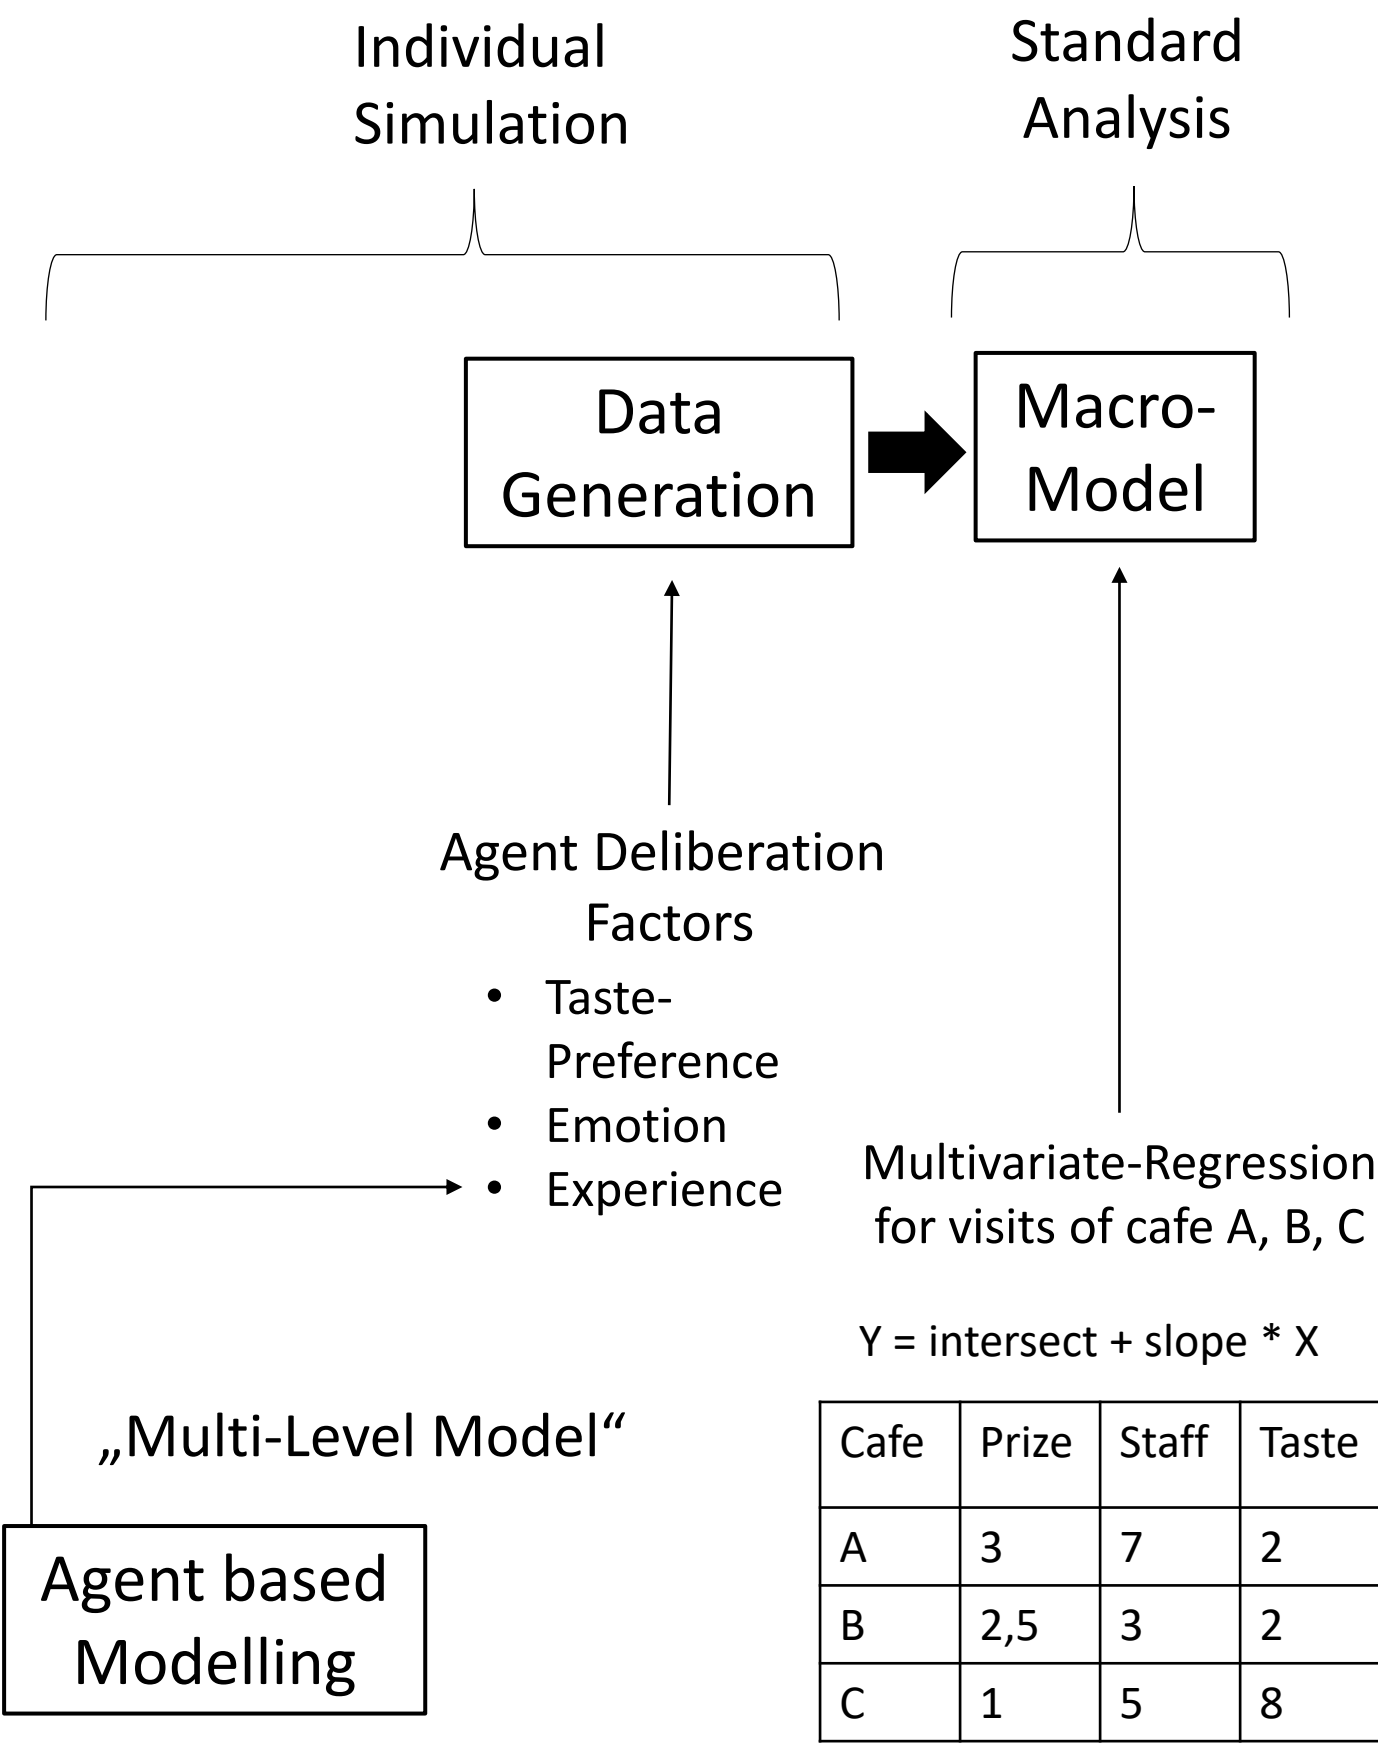 Individual
Simulation
Standard
Analysis
Data
Generation
Macro-
Model
Agent Deliberation
Factors
• Taste-
Preference
• Emotion
• Experience
Multivariate-Regression
for visits of cafe A, B, C
Y = intersect + slope * X
„Multi-Level Model“
Agent based
Modelling
Cafe Prize Staff Taste
A 3 7 2
B 2,5 3 2
C 1 5 8